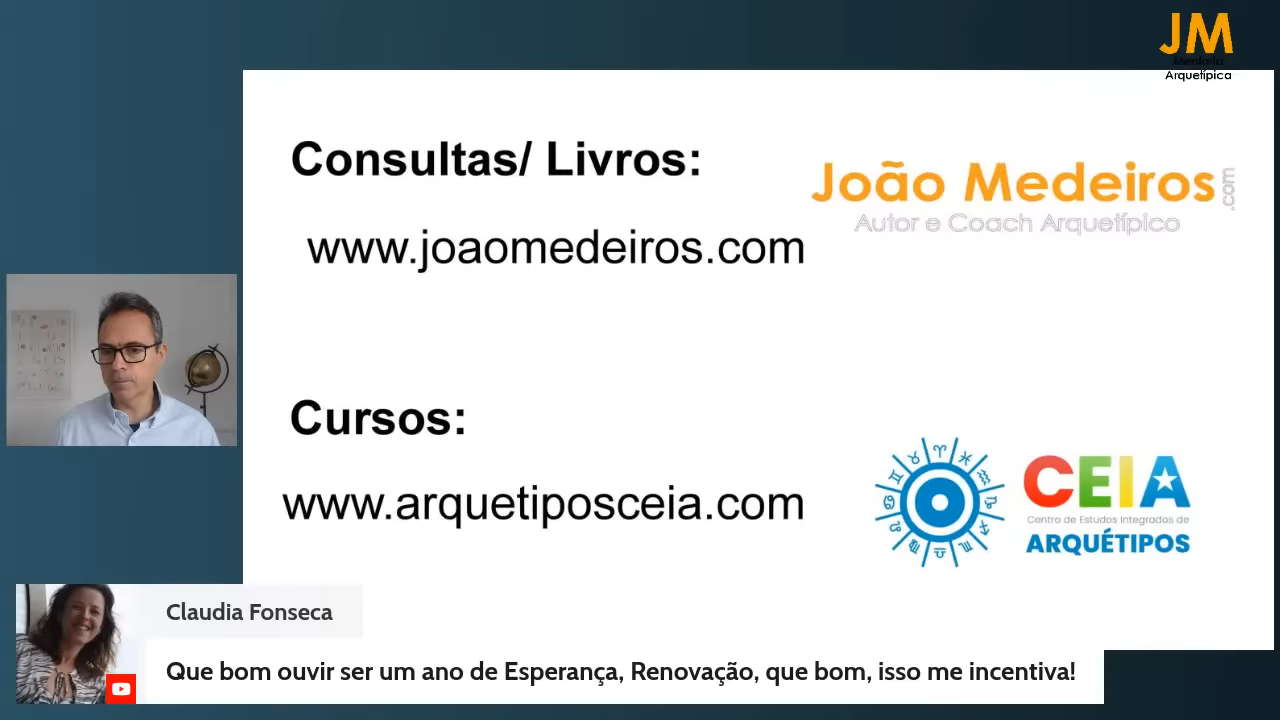 JM
Mentoria
Arquetípica
Consultas/ Livros:
www.joaomedeiros.com
João Medeiros
.com
Autor e Coach Arquetípico
Cursos:
www.arquetiposceia.com
CEIA
Centro de Estudos Integrados de
ARQUÉTIPOS
Claudia Fonseca
Que bom ouvir ser um ano de Esperança, Renovação, que bom, isso me incentiva!